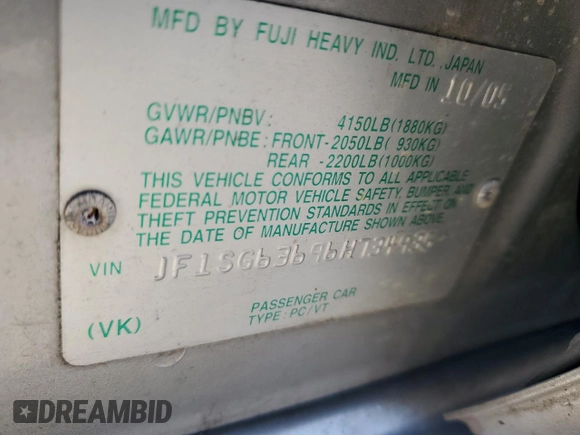 MFD BY FUJI HEAVY IND. LTD. JAPAN
MFD IN 10/05
GVWR/PNBV: 4150LB(1880KG)
GAWR/PNBE: FRONT-2050LB( 930KG)
REAR -2200LB(1000KG)
THIS VEHICLE CONFORMS TO ALL APPLICABLE
FEDERAL MOTOR VEHICLE SAFETY, BUMPER, AND
THEFT PREVENTION STANDARDS IN EFFECT ON
THE DATE OF MANUFACTURE SHOWN ABOVE.
VIN
PASSENGER CAR
(VK) TYPE: PC/VT
DREAMBID